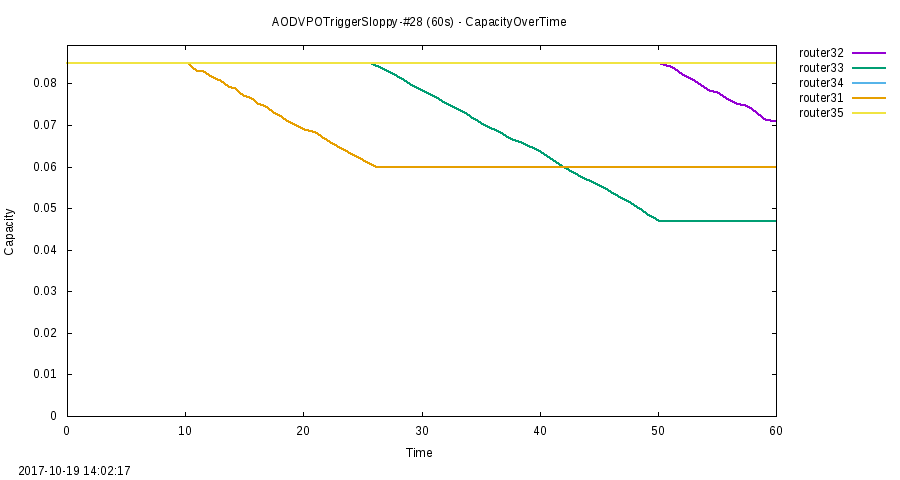 AODVPOTriggerSloppy-#28 (60s) - CapacityOverTime
router32
router33
router34
router31
router35
0.08
0.07
0.06
0.05
0.04
0.03
0.02
0.01
0
Capacity
0 10 20 30 40 50 60
Time
2017-10-19 14:02:17